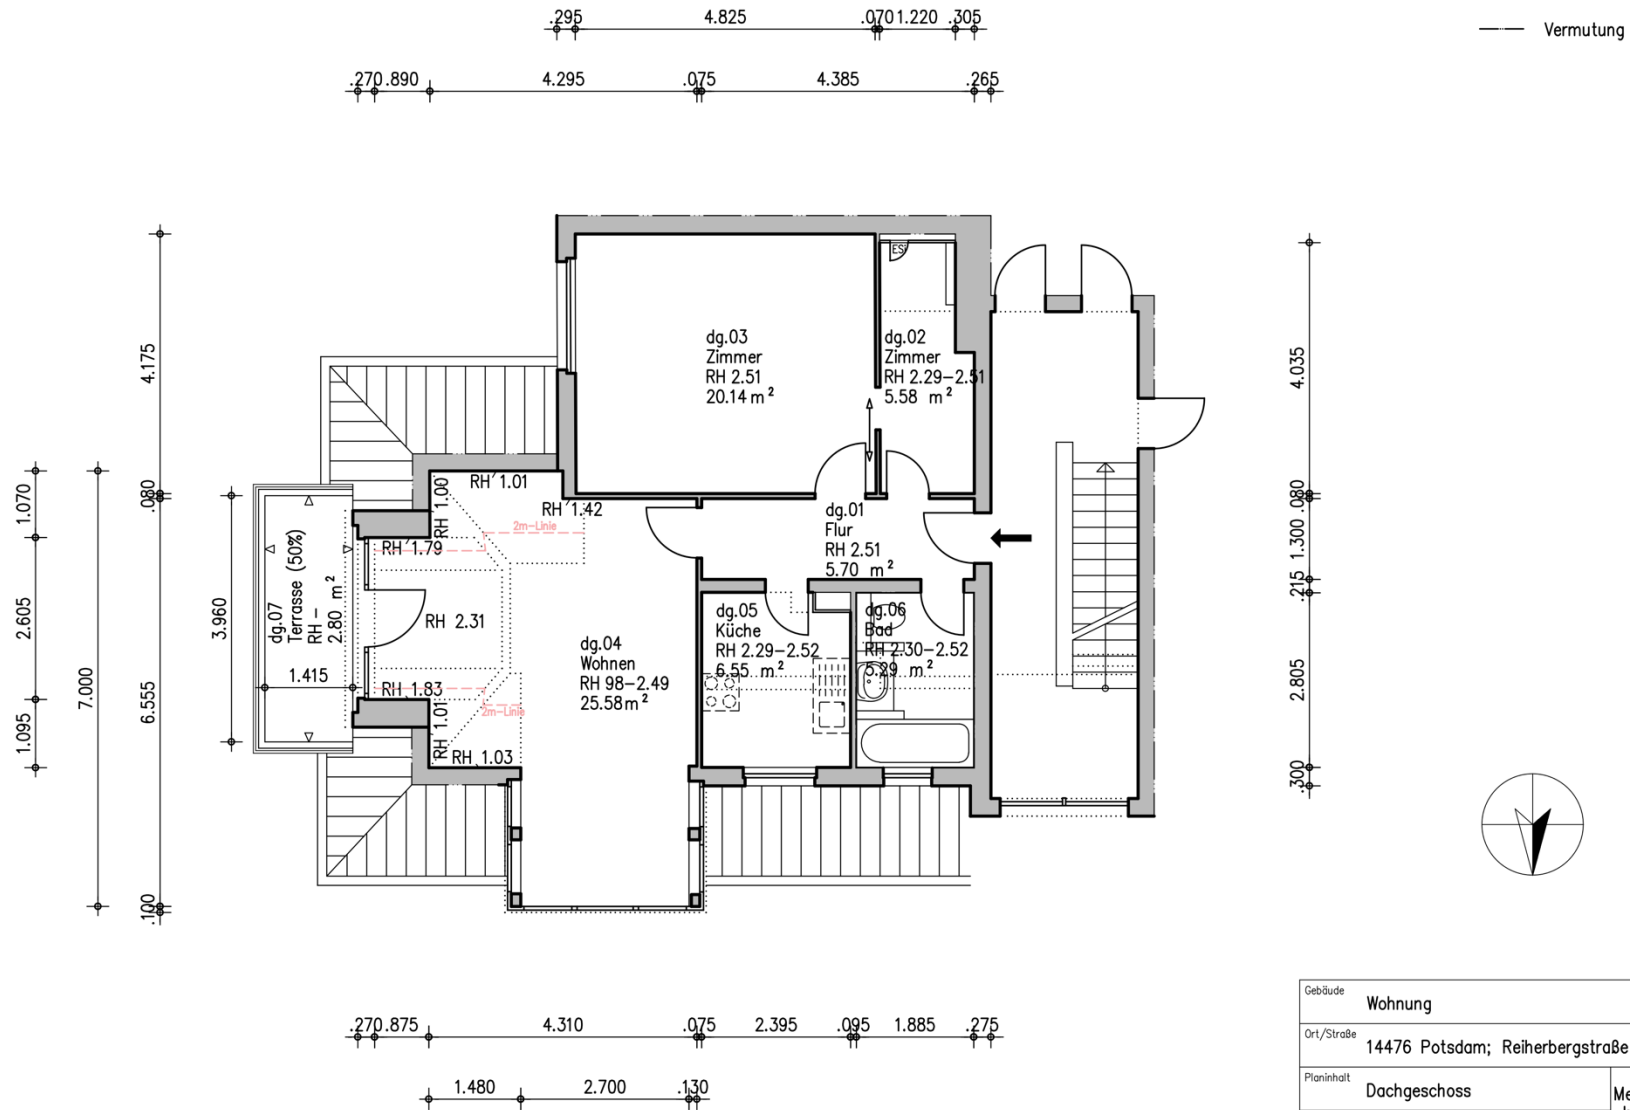 .295 4.825 .070 1.220 .305
Vermutung
.270 .890 4.295 .075 4.385 .265
4.175
.080
6.555
.100
7.000
1.070
2.605
1.095
3.960
4.035
.080
1.300
.215
2.805
.300
dg.03
Zimmer
RH 2.51
20.14 m²
dg.02
Zimmer
RH 2.29-2.51
5.58 m²
ES
dg.01
Flur
RH 2.51
5.70 m²
RH 1.01
RH 1.00
RH 1.42
2m-Linie
RH 1.79
dg.07
Terrasse (50%)
RH -
2.80 m²
1.415
RH 2.31
dg.04
Wohnen
RH 98-2.49
25.58 m²
dg.05
Küche
RH 2.29-2.52
6.55 m²
dg.06
Bad
RH 2.30-2.52
5.29 m²
RH 1.83
2m-Linie
RH 1.01
RH 1.03
.270 .875 4.310 .075 2.395 .095 1.885 .275
1.480 2.700 .130
Gebäude
Wohnung
Ort/Straße
14476 Potsdam; Reiherbergstraße
Planinhalt
Dachgeschoss